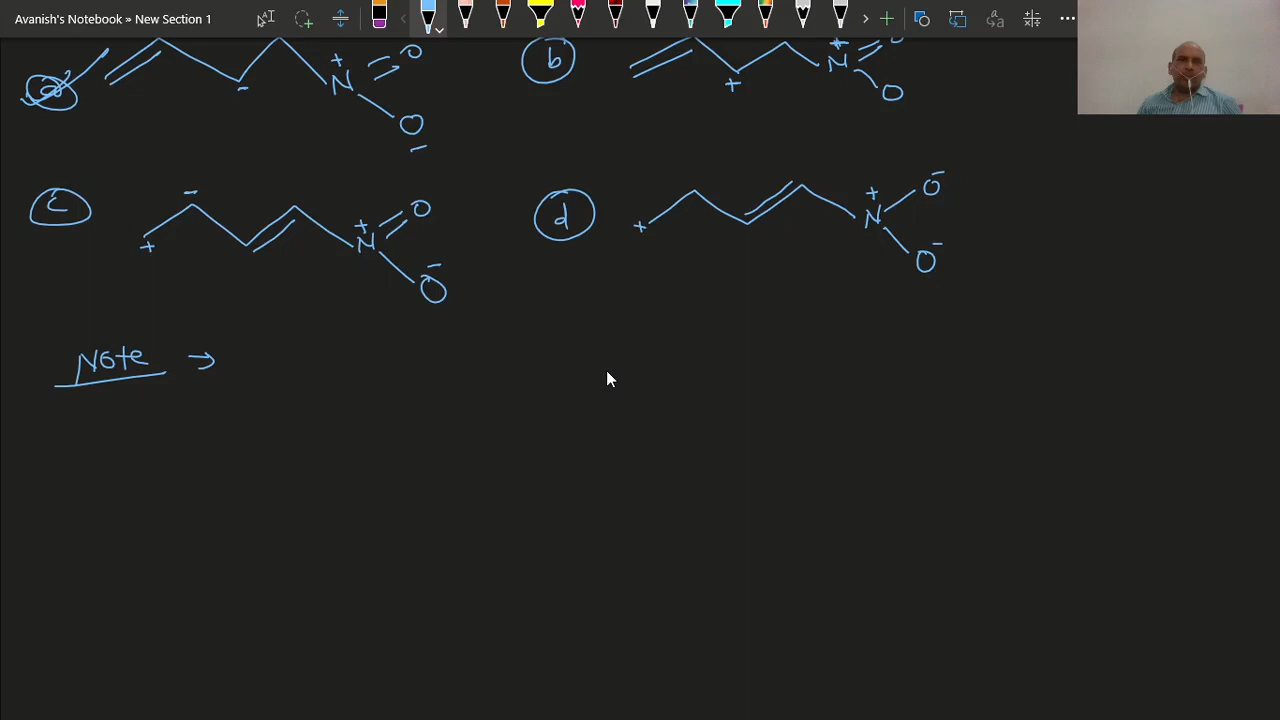 Avanish's Notebook » New Section 1
a
+
N
O
O
-
-
b
+
+
N
O
O
c
+
-
+
N
O
O
-
d
+
+
N
O
-
O
-
Note →